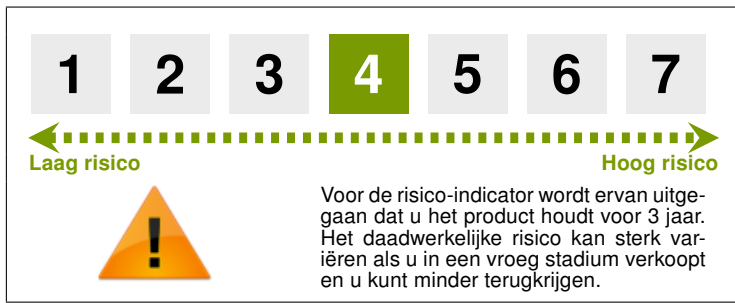 1 2 3 4 5 6 7
Laag risico Hoog risico
!
Voor de risico-indicator wordt ervan uitge-
gaan dat u het product houdt voor 3 jaar.
Het daadwerkelijke risico kan sterk var-
iëren als u in een vroeg stadium verkoopt
en u kunt minder terugkrijgen.